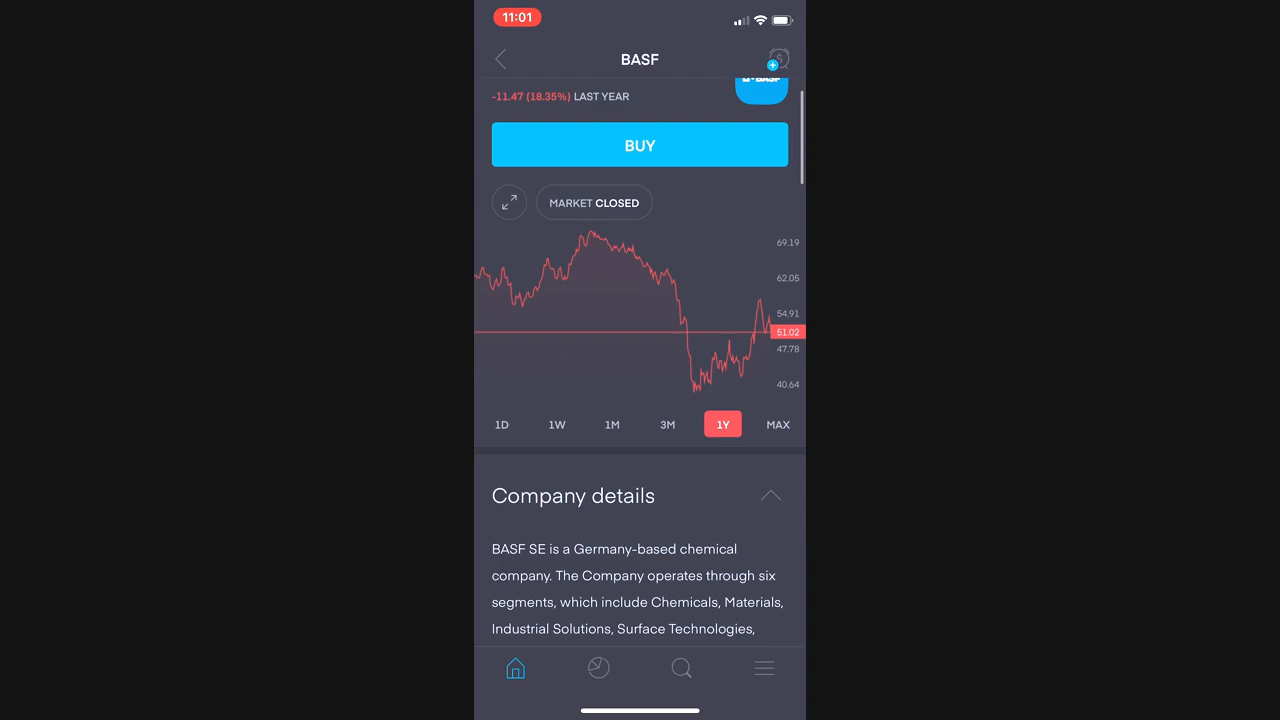 11:01
BASF
-11.47 (18.35%) LAST YEAR
BASF
BUY
MARKET CLOSED
69.19
62.05
54.91
51.02
47.78
40.64
1D 1W 1M 3M 1Y MAX
Company details
BASF SE is a Germany-based chemical
company. The Company operates through six
segments, which include Chemicals, Materials,
Industrial Solutions, Surface Technologies,